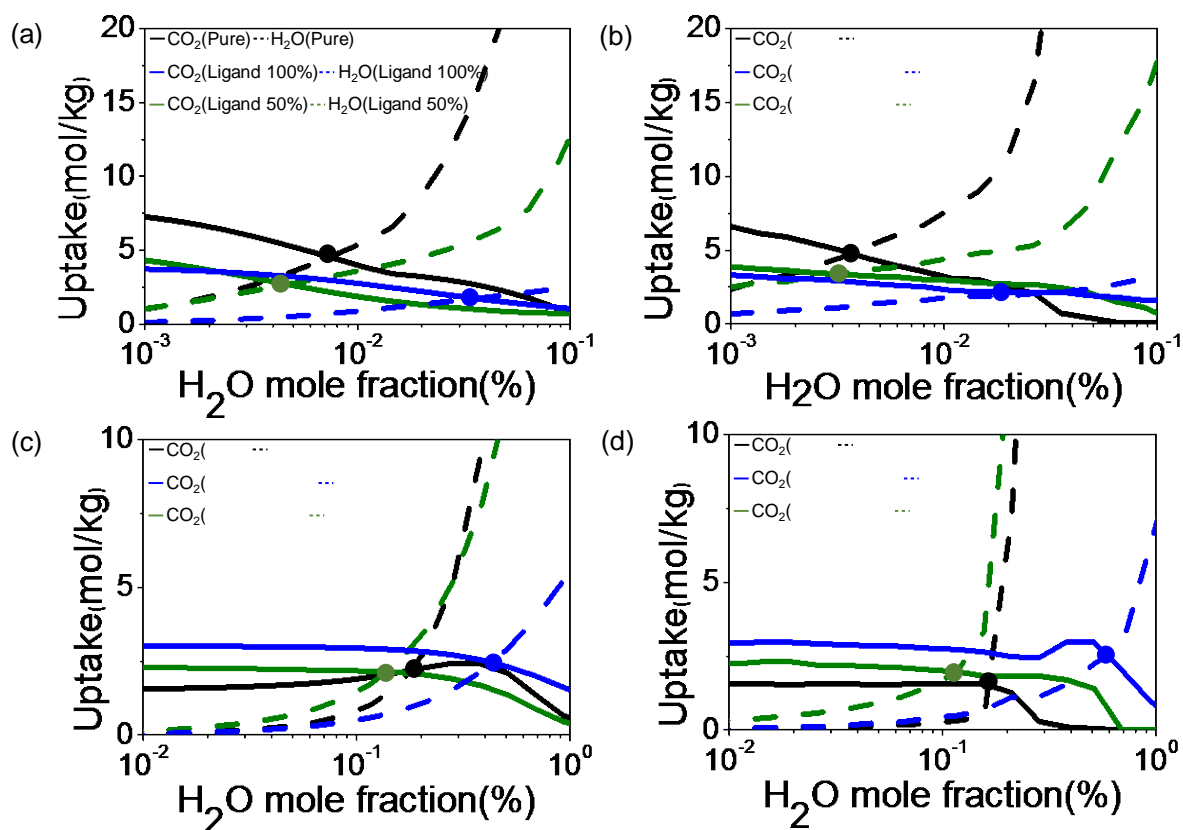 (a)
20
15
10
5
0
Uptake(mol/kg)
CO2(Pure) H2O(Pure)
CO2(Ligand 100%) H2O(Ligand 100%)
CO2(Ligand 50%) H2O(Ligand 50%)
10-3 10-2 10-1
H2O mole fraction(%)
(b)
20
15
10
5
0
Uptake(mol/kg)
CO2(
CO2(
CO2(
10-3 10-2 10-1
H2O mole fraction(%)
(c)
10
5
0
Uptake(mol/kg)
CO2(
CO2(
CO2(
10-2 10-1 100
H2O mole fraction(%)
(d)
10
5
0
Uptake(mol/kg)
CO2(
CO2(
CO2(
10-2 10-1 100
H2O mole fraction(%)